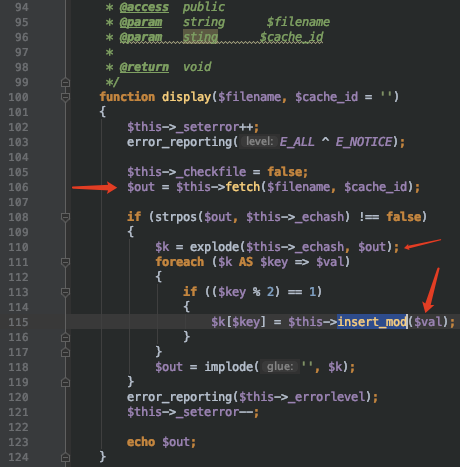 94 * @access public
95 * @param string $filename
96 * @param sting $cache_id
97 *
98 * @return void
99 */
100 function display($filename, $cache_id = '')
101 {
102 $this->_seterror++;
103 error_reporting( level: E_ALL ^ E_NOTICE);
104
105 $this->_checkfile = false;
106 $out = $this->fetch($filename, $cache_id);
107
108 if (strpos($out, $this->_echash) !== false)
109 {
110 $k = explode($this->_echash, $out);
111 foreach ($k AS $key => $val)
112 {
113 if (($key % 2) == 1)
114 {
115 $k[$key] = $this->insert_mod($val);
116 }
117 }
118 $out = implode( glue: '', $k);
119 }
120 error_reporting($this->_errorlevel);
121 $this->_seterror--;
122
123 echo $out;
124 }